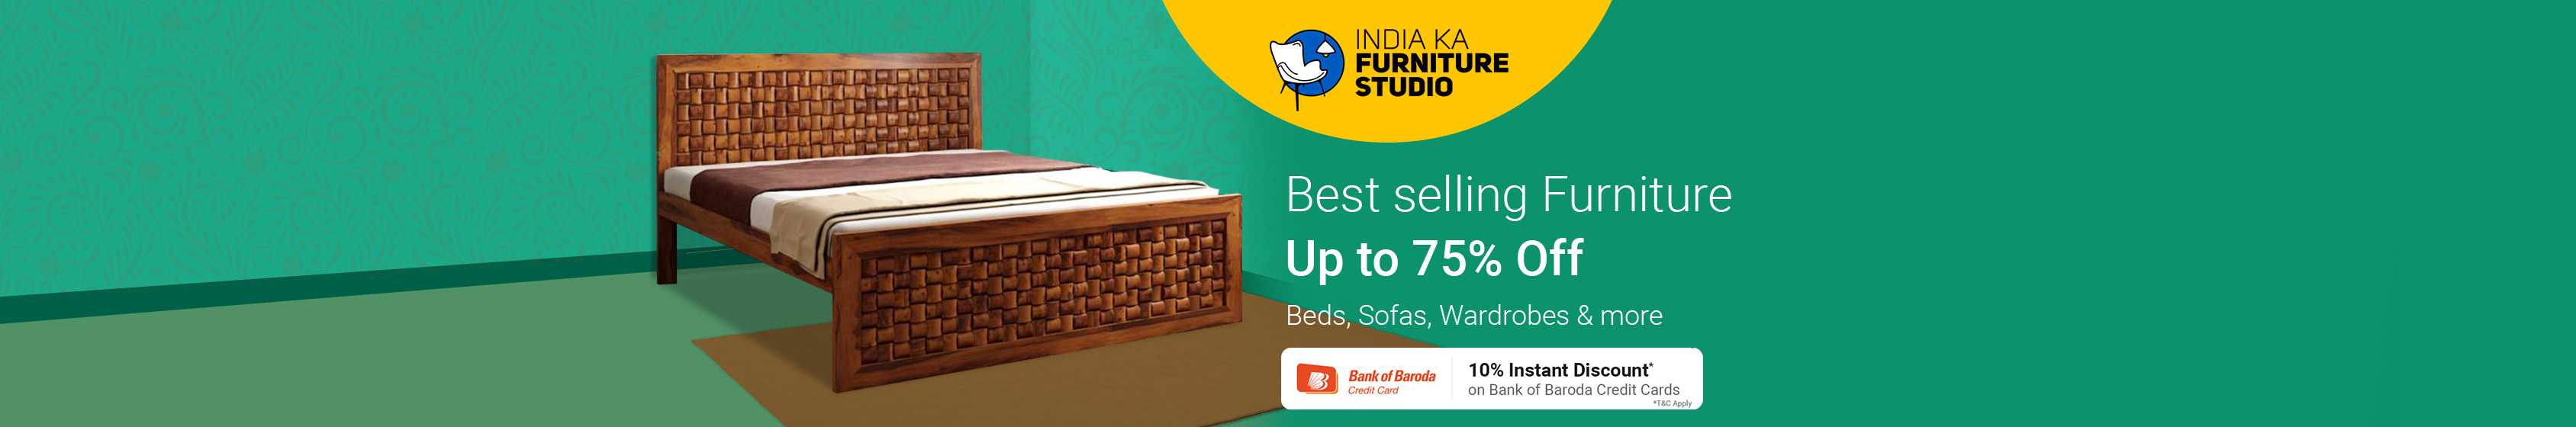 INDIA KA
FURNITURE
STUDIO
Best selling Furniture
Up to 75% Off
Beds, Sofas, Wardrobes & more
Bank of Baroda
Credit Card
10% Instant Discount*
on Bank of Baroda Credit Cards
*T&C Apply